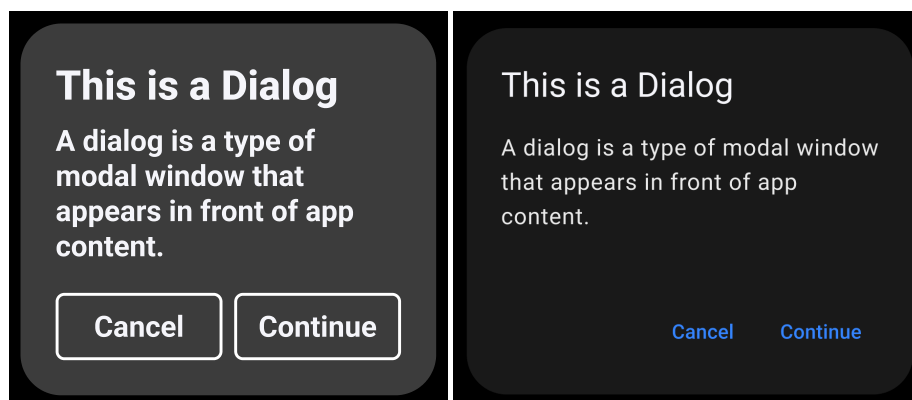 This is a Dialog
A dialog is a type of
modal window that
appears in front of app
content.
Cancel
Continue
This is a Dialog
A dialog is a type of modal window
that appears in front of app
content.
Cancel
Continue